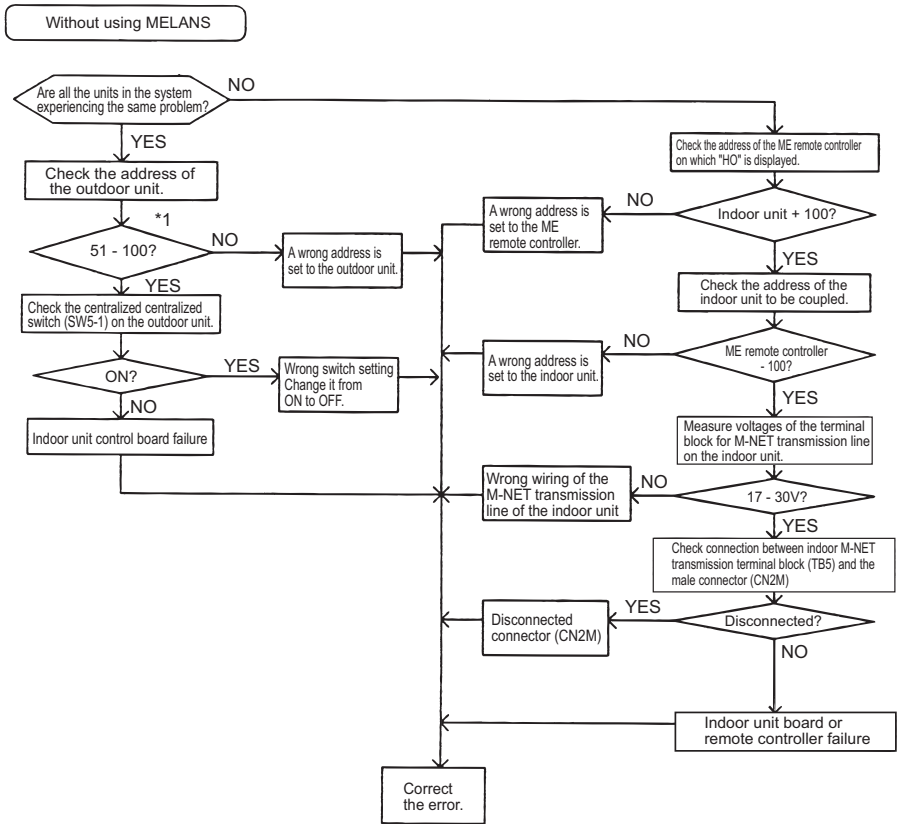 Without using MELANS
Are all the units in the system
experiencing the same problem?
NO
YES
Check the address of
the outdoor unit.
*1
51 - 100?
NO
A wrong address is
set to the outdoor unit.
YES
Check the centralized centralized
switch (SW5-1) on the outdoor unit.
ON?
YES
Wrong switch setting
Change it from
ON to OFF.
NO
Indoor unit control board failure
Check the address of the ME remote controller
on which "HO" is displayed.
Indoor unit + 100?
NO
A wrong address is
set to the ME
remote controller.
YES
Check the address of the
indoor unit to be coupled.
ME remote controller
- 100?
NO
A wrong address is
set to the indoor unit.
YES
Measure voltages of the terminal
block for M-NET transmission line
on the indoor unit.
17 - 30V?
NO
Wrong wiring of the
M-NET transmission
line of the indoor unit
YES
Check connection between indoor M-NET
transmission terminal block (TB5) and the
male connector (CN2M)
Disconnected?
YES
Disconnected
connector (CN2M)
NO
Indoor unit board or
remote controller failure
Correct
the error.